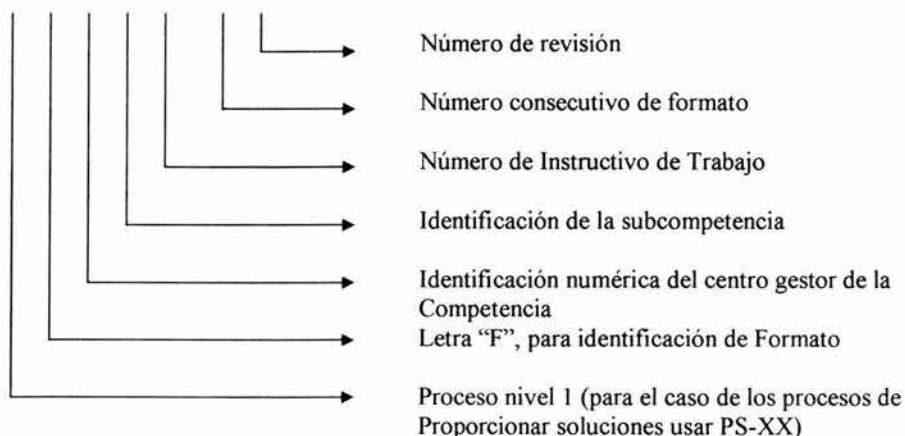 Número de revisión
Número consecutivo de formato
Número de Instructivo de Trabajo
Identificación de la subcompetencia
Identificación numérica del centro gestor de la
Competencia
Letra “F”, para identificación de Formato
Proceso nivel 1 (para el caso de los procesos de
Proporcionar soluciones usar PS-XX)